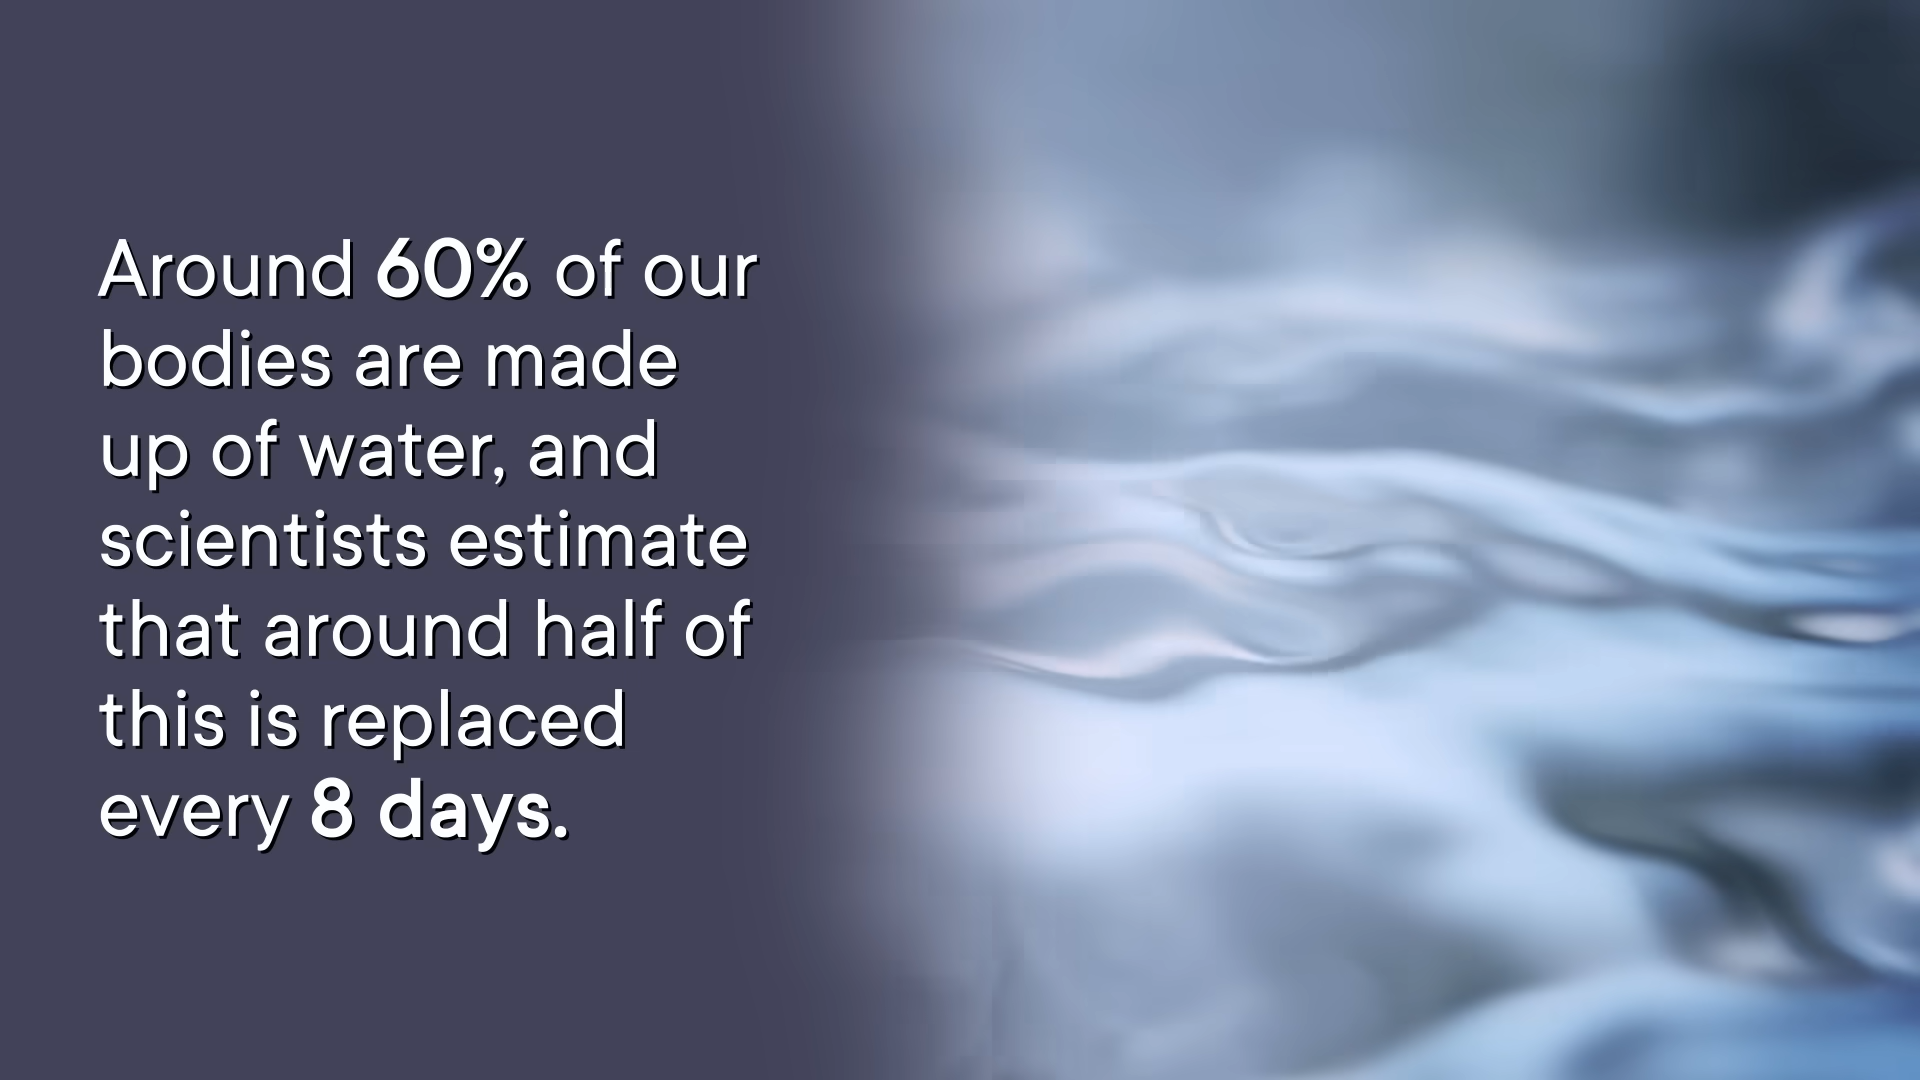 Around 60% of our
bodies are made
up of water, and
scientists estimate
that around half of
this is replaced
every 8 days.